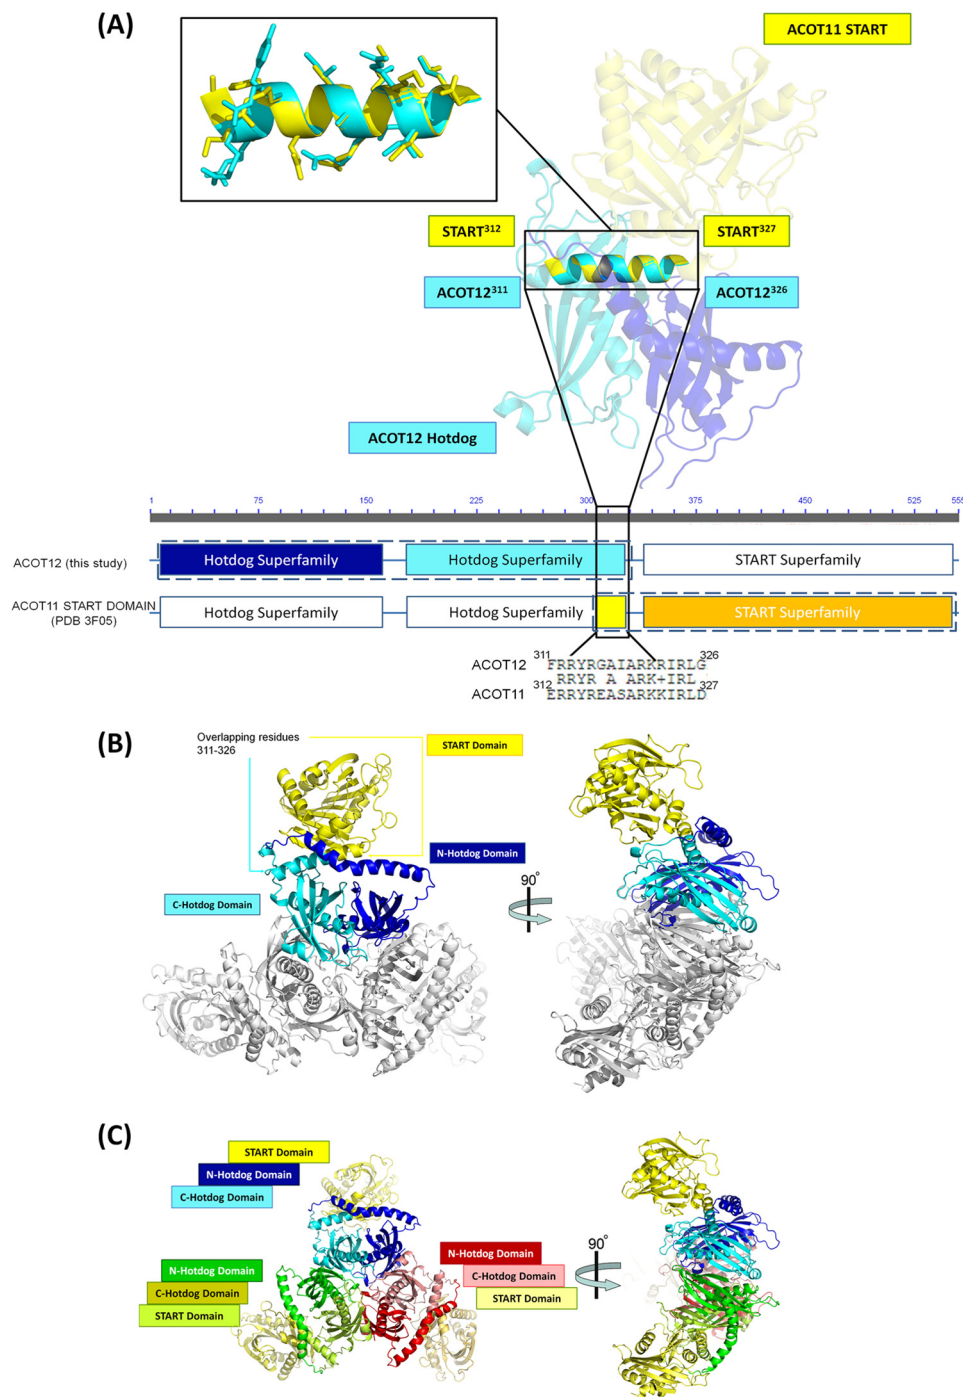 (A)
ACOT11 START
START312
START327
ACOT12311
ACOT12326
ACOT12 Hotdog
1 75 150 225 300 375 450 525 555
ACOT12 (this study)
Hotdog Superfamily Hotdog Superfamily START Superfamily
ACOT11 START DOMAIN
(PDB 3F05)
Hotdog Superfamily Hotdog Superfamily START Superfamily
311 326
ACOT12 FRRYRGAIARKRIRLG
RRYR A ARK+IRL
312 327
ACOT11 ERRYREASARKKIRLD
(B)
Overlapping residues
311-326
START Domain
N-Hotdog Domain
C-Hotdog Domain
90°
(C)
START Domain
N-Hotdog Domain
C-Hotdog Domain
N-Hotdog Domain
C-Hotdog Domain
START Domain
N-Hotdog Domain
C-Hotdog Domain
START Domain
90°